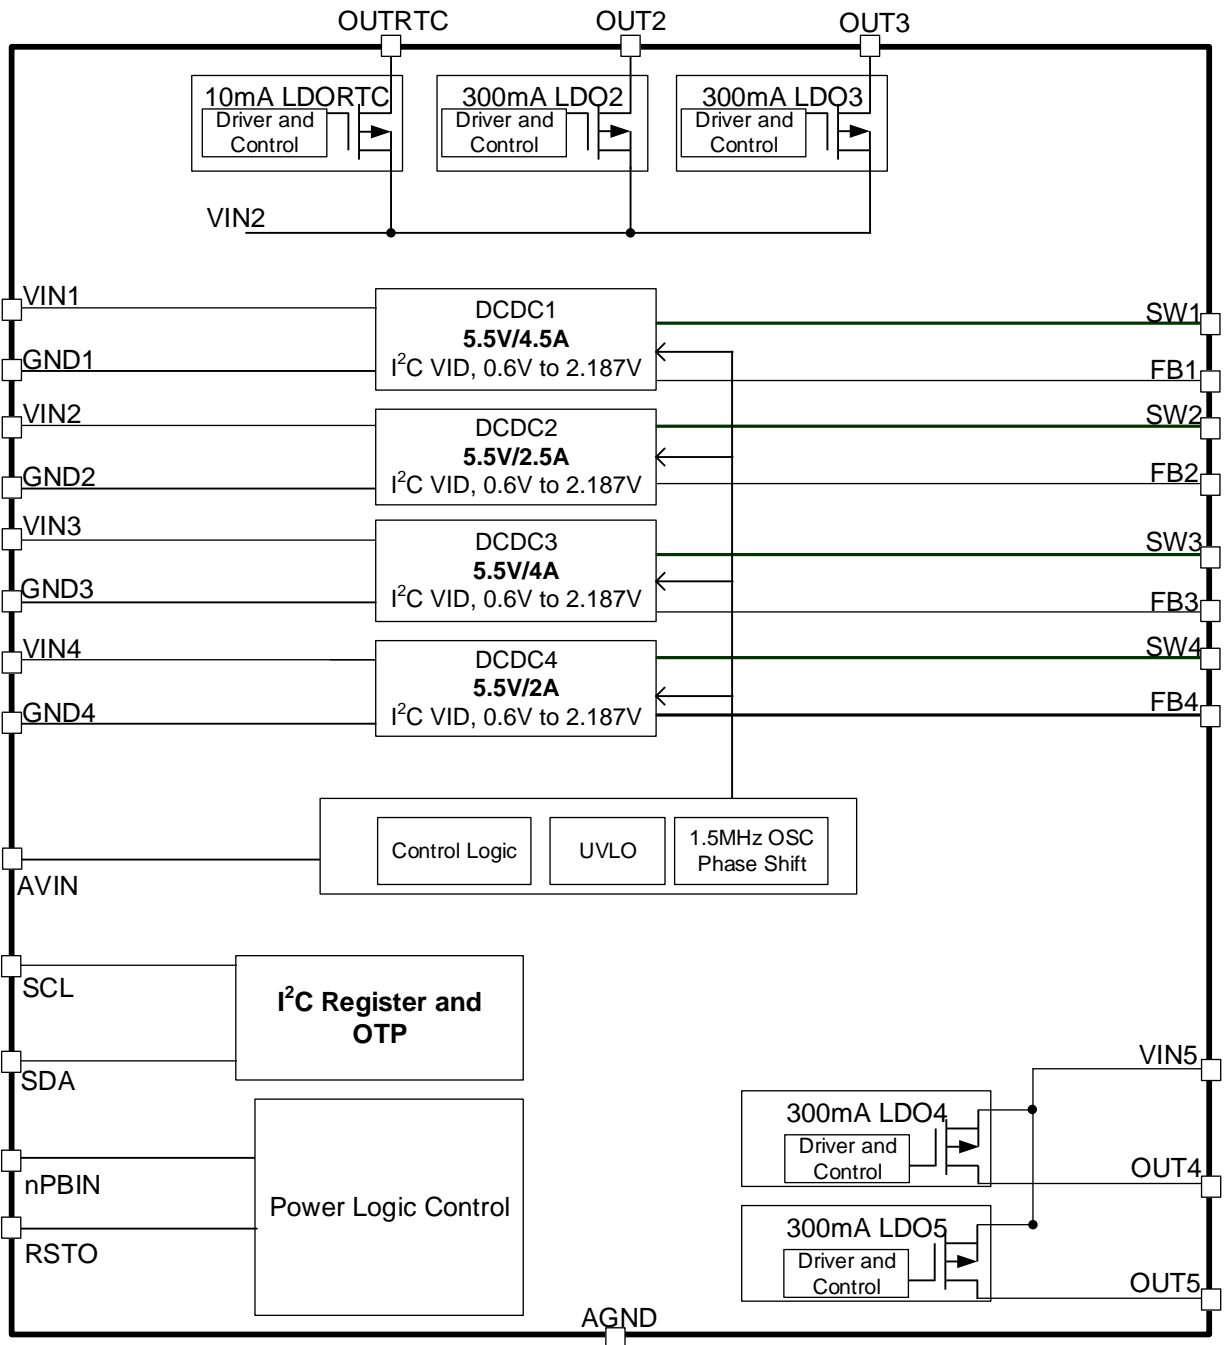 OUTRTC
OUT2
OUT3
10mA LDORTC
Driver and
Control
300mA LDO2
Driver and
Control
300mA LDO3
Driver and
Control
VIN2
VIN1
GND1
DCDC1
5.5V/4.5A
I²C VID, 0.6V to 2.187V
SW1
FB1
VIN2
GND2
DCDC2
5.5V/2.5A
I²C VID, 0.6V to 2.187V
SW2
FB2
VIN3
GND3
DCDC3
5.5V/4A
I²C VID, 0.6V to 2.187V
SW3
FB3
VIN4
GND4
DCDC4
5.5V/2A
I²C VID, 0.6V to 2.187V
SW4
FB4
AVIN
Control Logic
UVLO
1.5MHz OSC
Phase Shift
SCL
SDA
I²C Register and
OTP
nPBIN
RSTO
Power Logic Control
VIN5
300mA LDO4
Driver and
Control
OUT4
300mA LDO5
Driver and
Control
OUT5
AGND